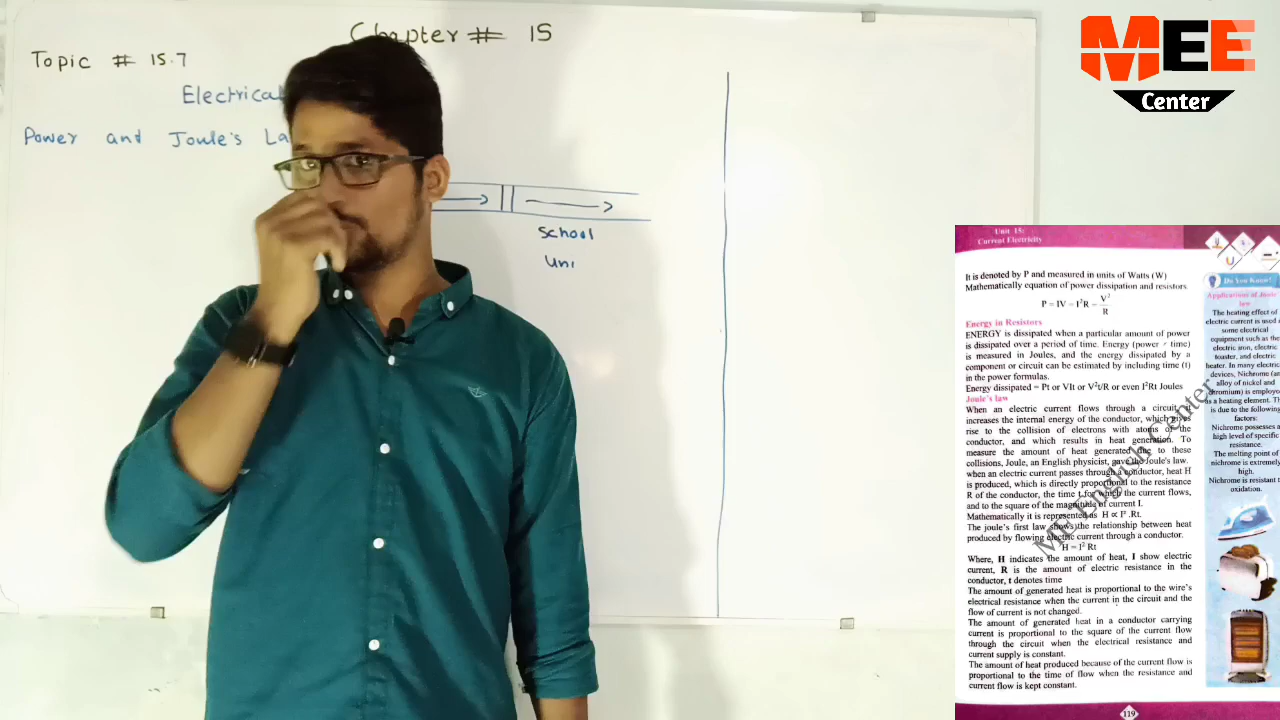 Chapter # 15
Topic # 15.7
Electrical
Power and Joule's La
School
Uni
MEE
Center
Unit 15:
Current Electricity
It is denoted by P and measured in units of Watts (W)
Mathematically equation of power dissipation and resistors
P = IV = I²R = V²/R
Energy in Resistors
ENERGY is dissipated when a particular amount of power
is dissipated over a period of time. Energy (power × time)
is measured in Joules, and the energy dissipated by a
component or circuit can be estimated by including time (t)
in the power formulas.
Energy dissipated = Pt or VIt or V²t/R or even I²Rt Joules
Joule's law
When an electric current flows through a circuit, it
increases the internal energy of the conductor, which gives
rise to the collision of electrons with atoms of the
conductor, and which results in heat generation. To
measure the amount of heat generated due to these
collisions, Joule, an English physicist, gave the Joule's law.
when an electric current passes through a conductor, heat H
is produced, which is directly proportional to the resistance
R of the conductor, the time t for which the current flows,
and to the square of the magnitude of current I.
Mathematically it is represented as H ∝ I² .Rt.
The joule's first law shows the relationship between heat
produced by flowing electric current through a conductor.
H = I² Rt
Where, H indicates the amount of heat, I show electric
current, R is the amount of electric resistance in the
conductor, t denotes time
The amount of generated heat is proportional to the wire's
electrical resistance when the current in the circuit and the
flow of current is not changed.
The amount of generated heat in a conductor carrying
current is proportional to the square of the current flow
through the circuit when the electrical resistance and
current supply is constant.
The amount of heat produced because of the current flow is
proportional to the time of flow when the resistance and
current flow is kept constant.
119
Do You Know!
Applications of Joule
law
The heating effect of
electric current is used
some electrical
equipment such as the
electric iron, electric
toaster, and electric
heater. In many electric
devices, Nichrome (an
alloy of nickel and
chromium) is employe
as a heating element. Th
is due to the following
factors:
Nichrome possesses a
high level of specific
resistance.
The melting point of
nichrome is extremely
high.
Nichrome is resistant t
oxidation.
ME English Center